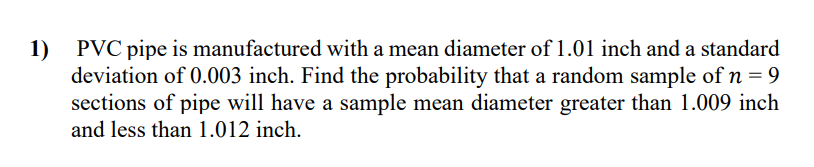 1) PVC pipe is manufactured with a mean diameter of 1.01 inch and a standard
deviation of 0.003 inch. Find the probability that a random sample of n = 9
sections of pipe will have a sample mean diameter greater than 1.009 inch
and less than 1.012 inch.